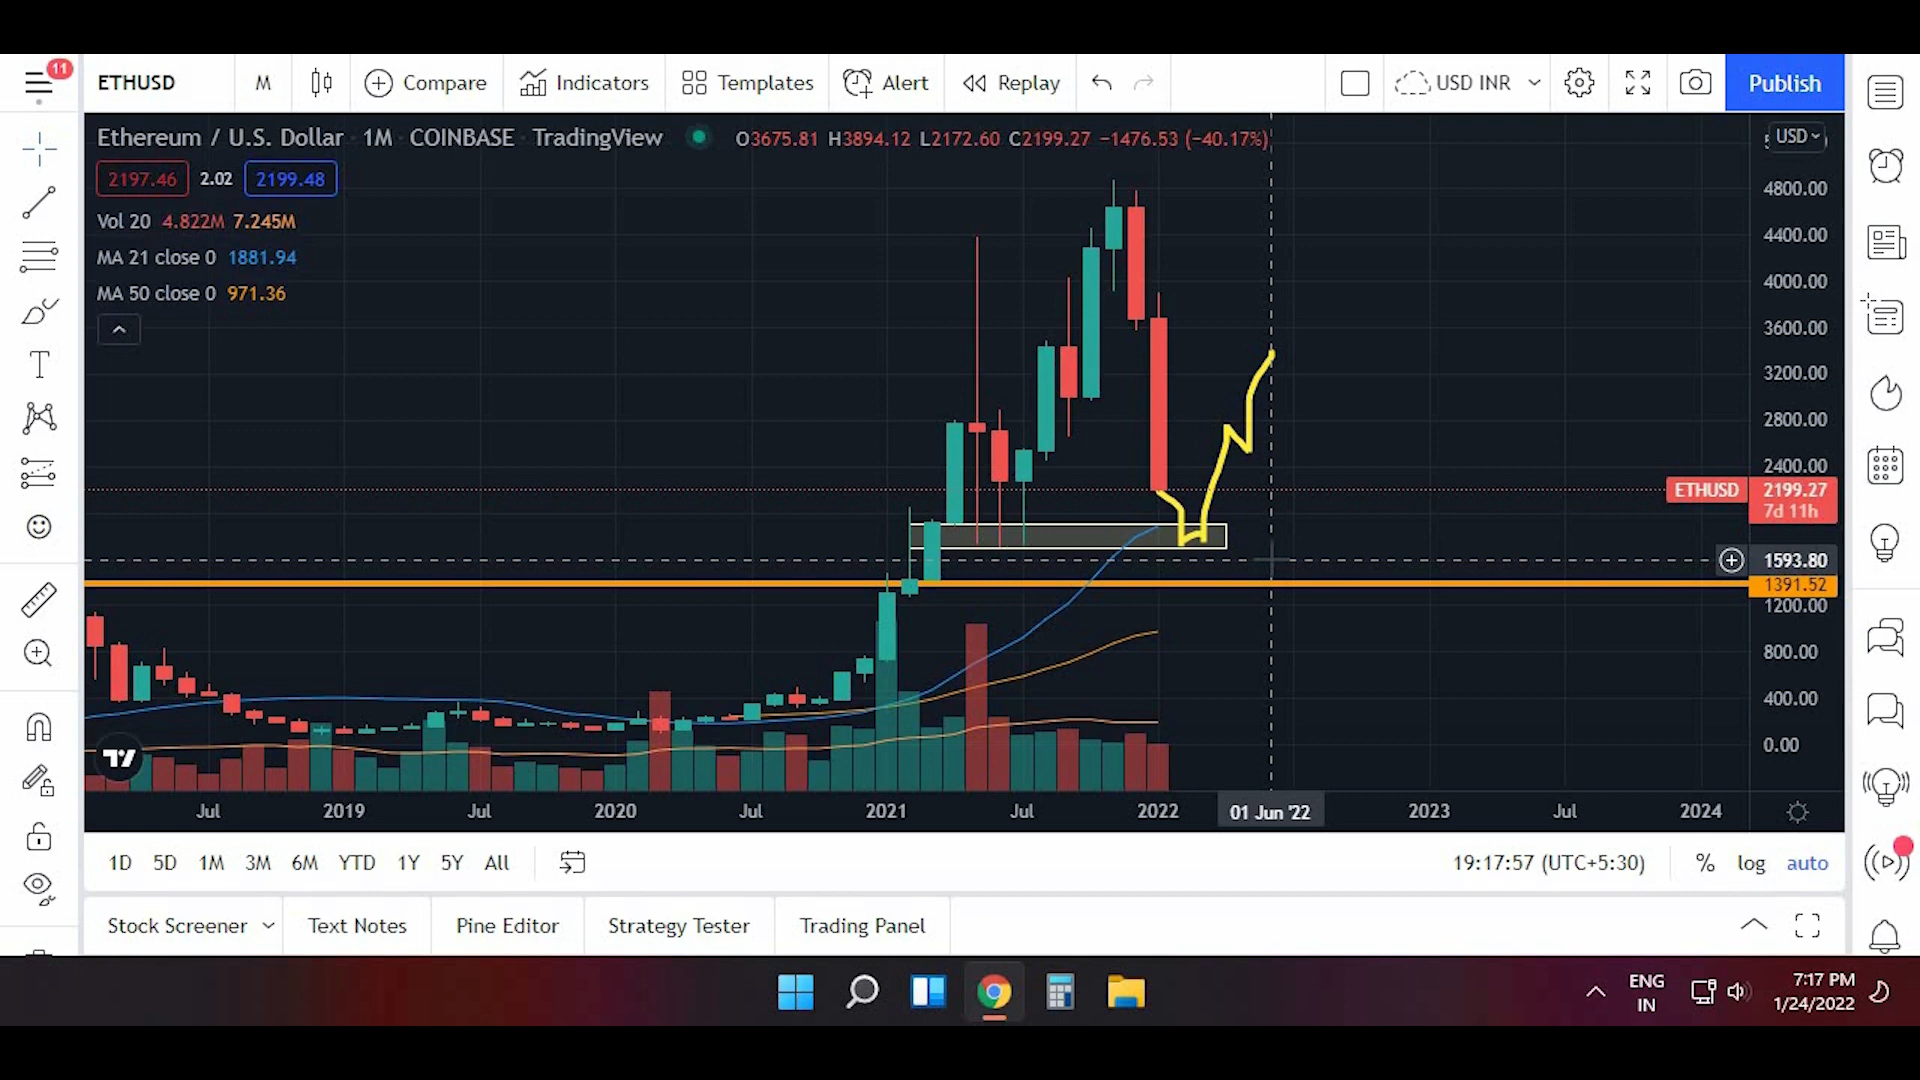 11
ETHUSD M Compare Indicators Templates Alert Replay USD INR Publish
Ethereum / U.S. Dollar · 1M · COINBASE · TradingView O3675.81 H3894.12 L2172.60 C2199.27 −1476.53 (−40.17%) USD
2197.46 2.02 2199.48
Vol 20 4.822M 7.245M
MA 21 close 0 1881.94
MA 50 close 0 971.36
4800.00
4400.00
4000.00
3600.00
3200.00
2800.00
2400.00
ETHUSD 2199.27
7d 11h
1593.80
1391.52
1200.00
800.00
400.00
0.00
Jul 2019 Jul 2020 Jul 2021 Jul 2022 01 Jun '22 2023 Jul 2024
1D 5D 1M 3M 6M YTD 1Y 5Y All 19:17:57 (UTC+5:30) % log auto
Stock Screener Text Notes Pine Editor Strategy Tester Trading Panel
ENG 7:17 PM
IN 1/24/2022